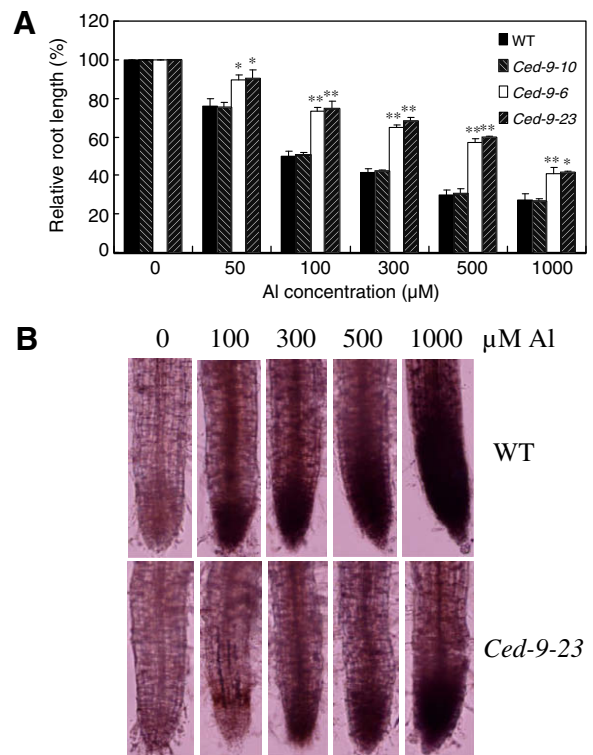 A
Relative root length (%)
120
100
80
60
40
20
0
WT
Ced-9-10
Ced-9-6
Ced-9-23
* *
** **
** **
** **
** *
0 50 100 300 500 1000
Al concentration (µM)
B
0 100 300 500 1000 µM Al
WT
Ced-9-23